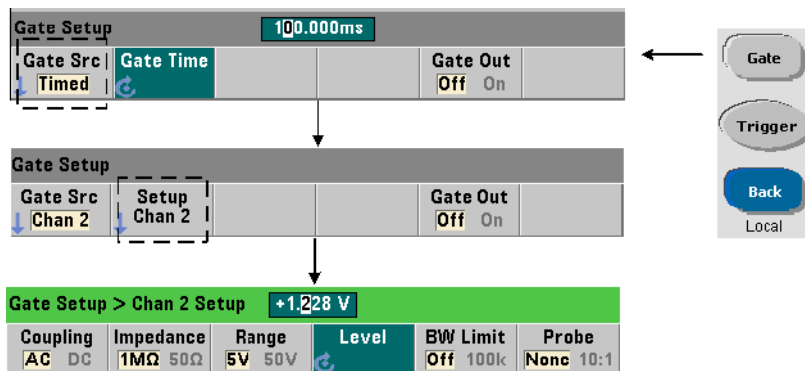 Gate Setup 100.000ms
Gate Src Gate Time Gate Out
Timed Off On
Gate
Trigger
Back
Local
Gate Setup
Gate Src Setup Gate Out
Chan 2 Chan 2 Off On
Gate Setup > Chan 2 Setup +1.228 V
Coupling Impedance Range Level BW Limit Probe
AC DC 1MΩ 50Ω 5V 50V Off 100k None 10:1